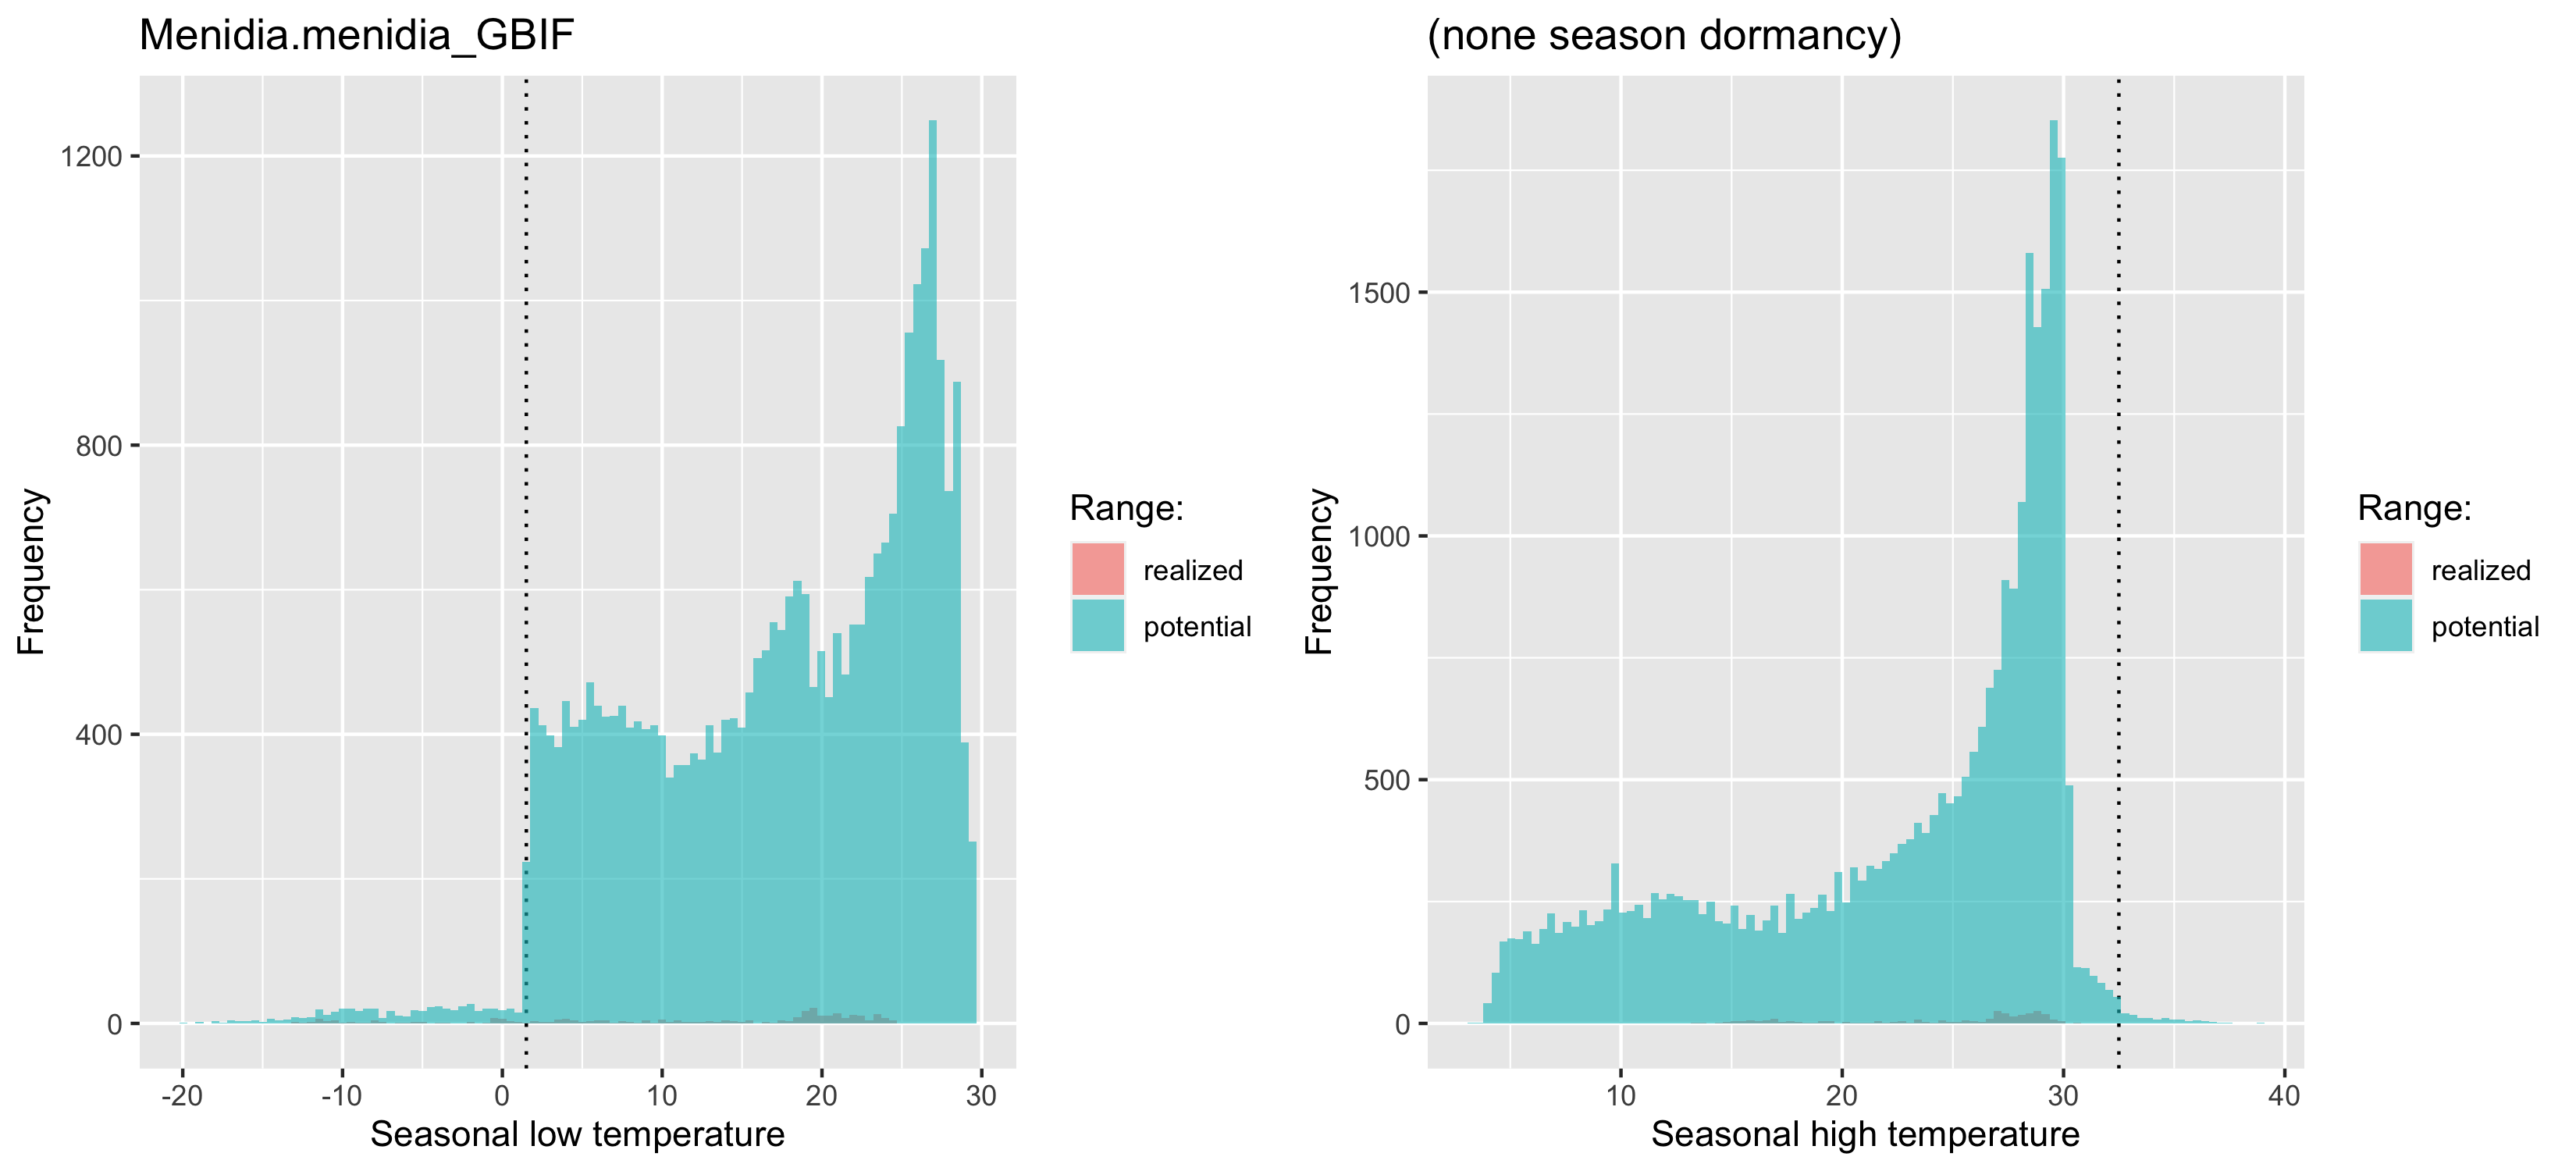 Menidia.menidia_GBIF
1200
800
400
0
Frequency
-20 -10 0 10 20 30
Seasonal low temperature
Range:
realized
potential
(none season dormancy)
1500
1000
500
0
Frequency
10 20 30 40
Seasonal high temperature
Range:
realized
potential